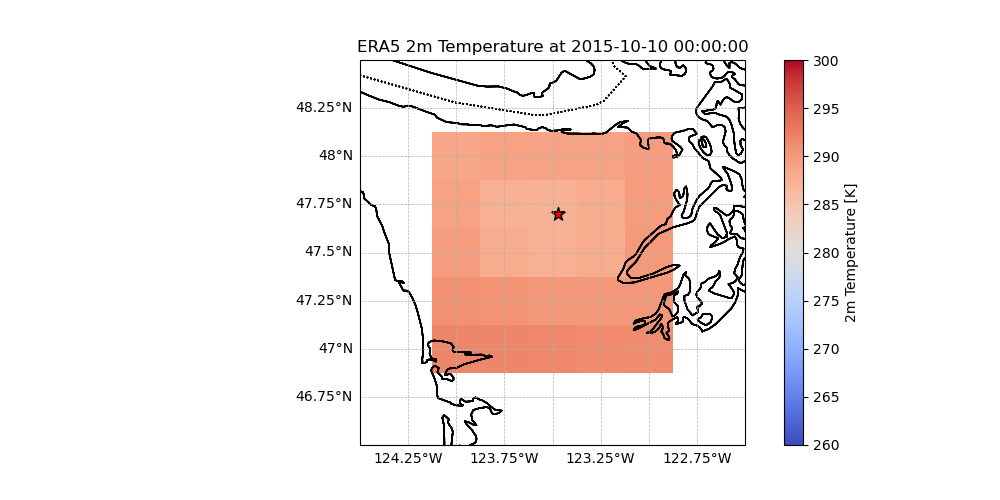 ERA5 2m Temperature at 2015-10-10 00:00:00
48.25°N
48°N
47.75°N
47.5°N
47.25°N
47°N
46.75°N
124.25°W
123.75°W
123.25°W
122.75°W
300
295
290
285
280
275
270
265
260
2m Temperature [K]